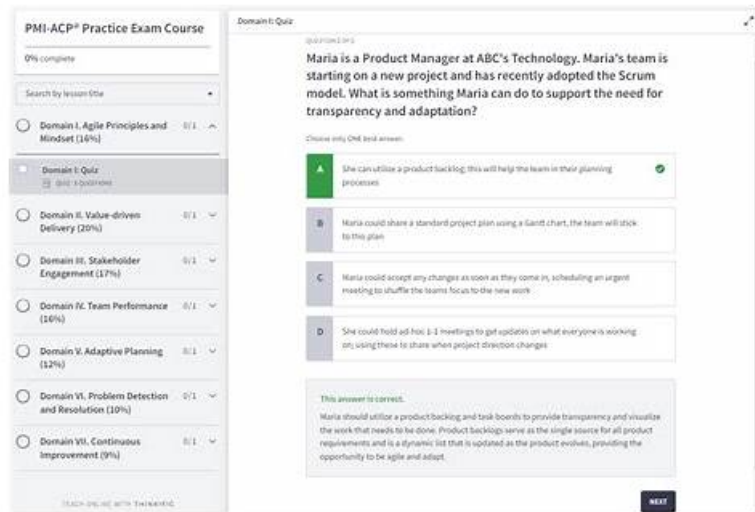 PMI-ACP® Practice Exam Course
0% complete
Search by lesson title
Domain I. Agile Principles and
Mindset (16%)
0/1
Domain I: Quiz
Domain II. Value-driven
Delivery (20%)
0/1
Domain III. Stakeholder
Engagement (17%)
0/1
Domain IV. Team Performance
(16%)
0/1
Domain V. Adaptive Planning
(12%)
0/1
Domain VI. Problem Detection
and Resolution (10%)
0/1
Domain VII. Continuous
Improvement (9%)
0/1
TEACH ONLINE WITH THINKIFIC
Domain I: Quiz
Maria is a Product Manager at ABC's Technology. Maria's team is
starting on a new project and has recently adopted the Scrum
model. What is something Maria can do to support the need for
transparency and adaptation?
Choose only ONE best answer.
A
She can utilize a product backlog; this will help the team in their planning
processes
B
Maria could share a standard project plan using a Gantt chart, the team will stick
to this plan
C
Maria could accept any changes as soon as they come in, scheduling an urgent
meeting to shuffle the teams focus to the new work
D
She could hold ad-hoc 1-1 meetings to get updates on what everyone is working
on; using these to share when project direction changes
This answer is correct.
Maria should utilize a product backlog and task boards to provide transparency and visualize
the work that needs to be done. Product backlogs serve as the single source for all product
requirements and is a dynamic list that is updated as the product evolves, providing the
opportunity to be agile and adapt.
NEXT